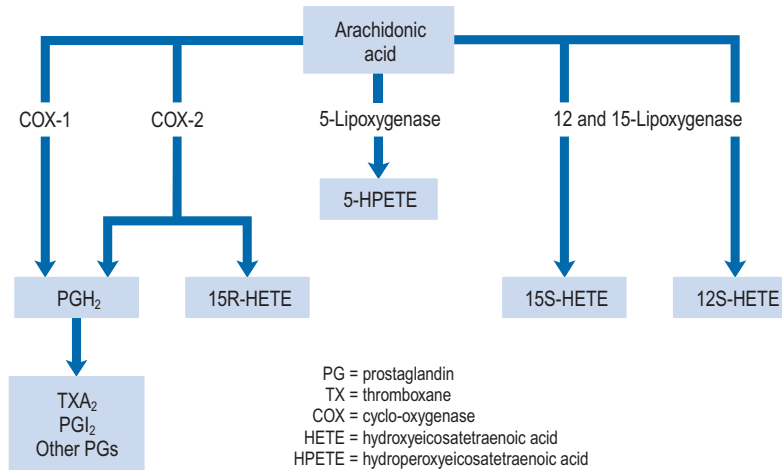 Arachidonic
acid
COX-1
COX-2
5-Lipoxygenase
12 and 15-Lipoxygenase
5-HPETE
PGH₂
15R-HETE
15S-HETE
12S-HETE
TXA₂
PGI₂
Other PGs
PG = prostaglandin
TX = thromboxane
COX = cyclo-oxygenase
HETE = hydroxyeicosatetraenoic acid
HPETE = hydroperoxyeicosatetraenoic acid